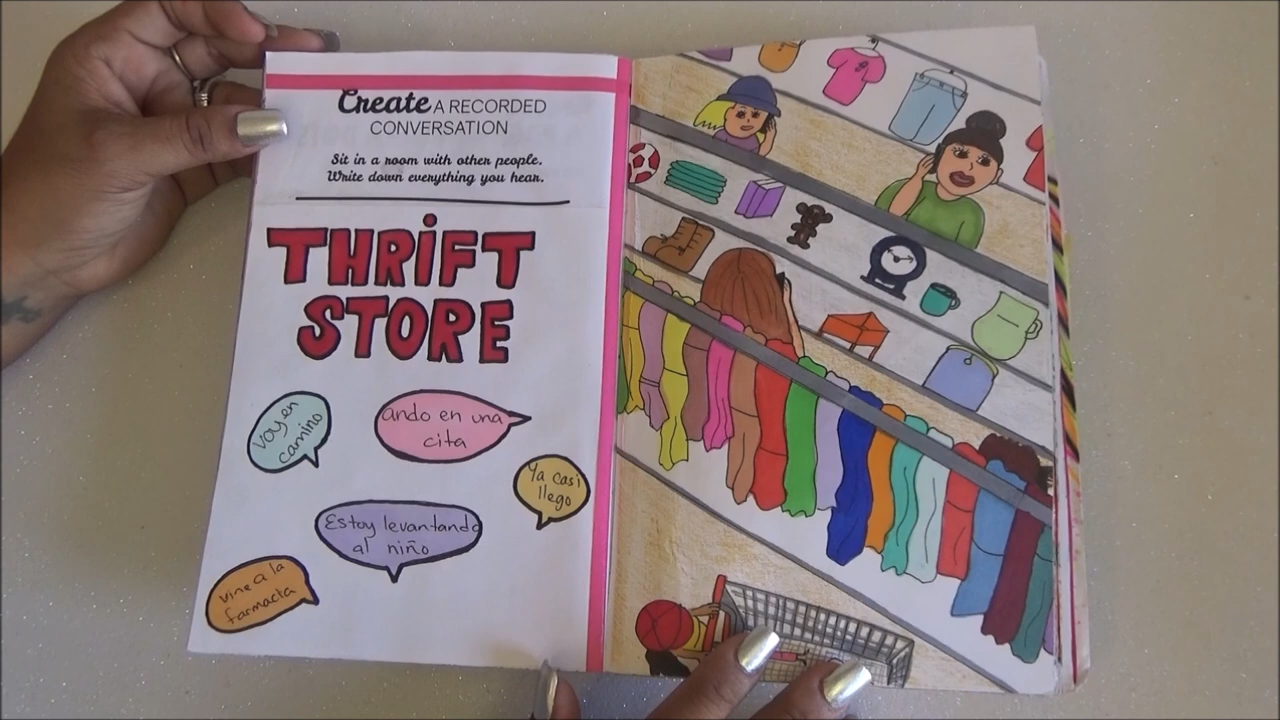 Create A RECORDED
CONVERSATION
Sit in a room with other people.
Write down everything you hear.
THRiFT
STORE
voy en
camino
ando en una
cita
Ya casi
llego
Estoy levantando
al niño
vine a la
farmacia